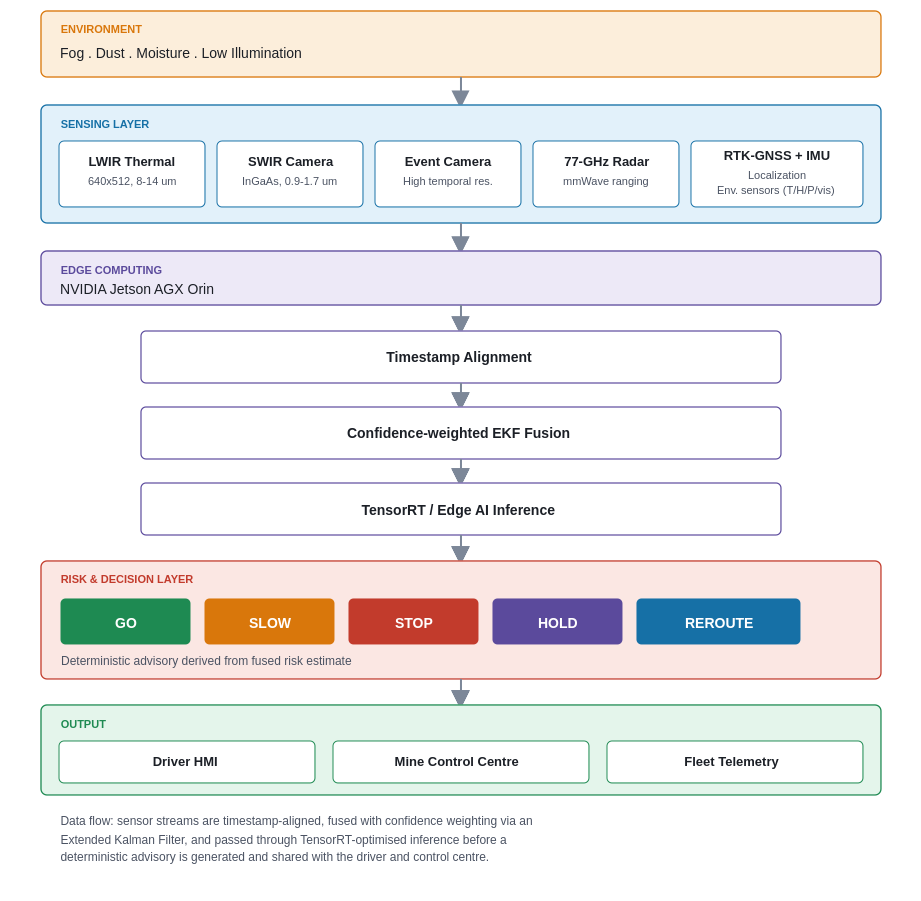 ENVIRONMENT
Fog . Dust . Moisture . Low Illumination
SENSING LAYER
LWIR Thermal
640x512, 8-14 um
SWIR Camera
InGaAs, 0.9-1.7 um
Event Camera
High temporal res.
77-GHz Radar
mmWave ranging
RTK-GNSS + IMU
Localization
Env. sensors (T/H/P/vis)
EDGE COMPUTING
NVIDIA Jetson AGX Orin
Timestamp Alignment
Confidence-weighted EKF Fusion
TensorRT / Edge AI Inference
RISK & DECISION LAYER
GO
SLOW
STOP
HOLD
REROUTE
Deterministic advisory derived from fused risk estimate
OUTPUT
Driver HMI
Mine Control Centre
Fleet Telemetry
Data flow: sensor streams are timestamp-aligned, fused with confidence weighting via an
Extended Kalman Filter, and passed through TensorRT-optimised inference before a
deterministic advisory is generated and shared with the driver and control centre.